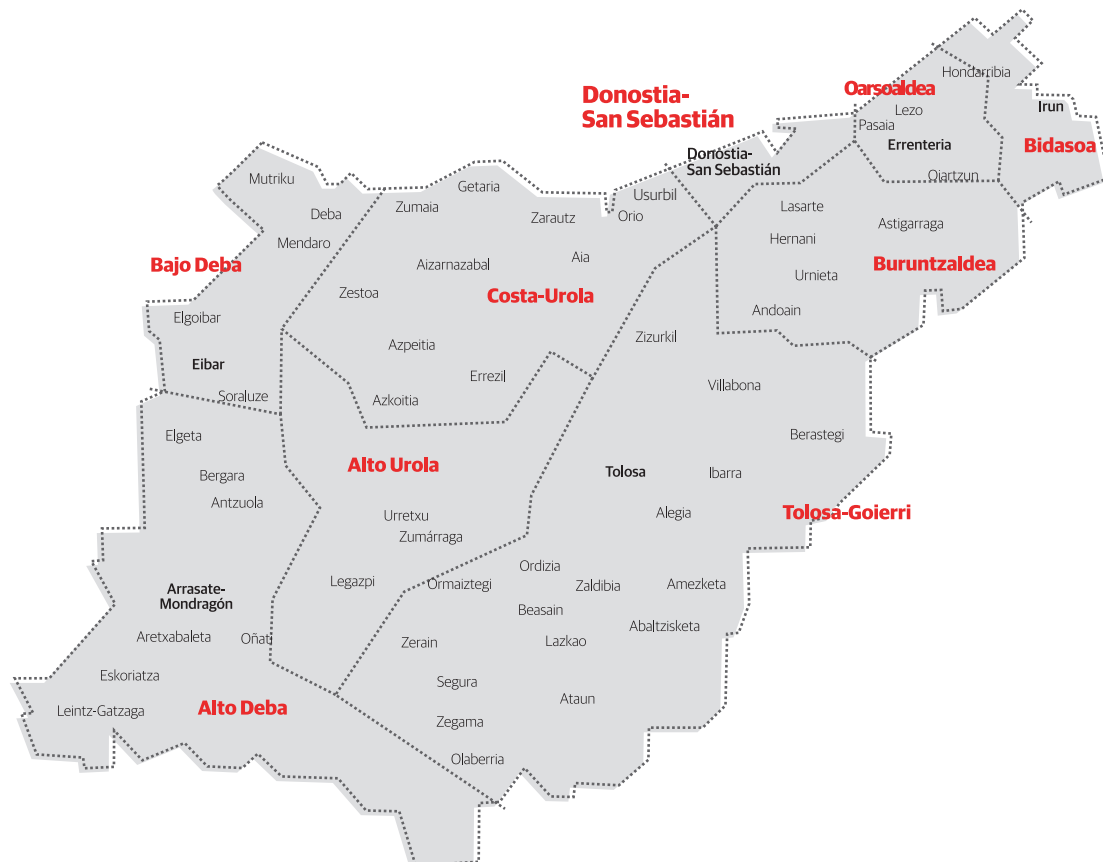 Hondarribia
Oarsoaldea
Irun
Lezo
Pasaia
Errenteria
Bidasoa
Oiartzun
Donostia-
San Sebastián
Donostia-
San Sebastián
Mutriku
Deba
Mendaro
Bajo Deba
Elgoibar
Eibar
Soraluze
Getaria
Zumaia
Zarautz
Usurbil
Orio
Aia
Aizarnazabal
Zestoa
Costa-Urola
Azpeitia
Errezil
Azkoitia
Lasarte
Astigarraga
Hernani
Buruntzaldea
Urnieta
Andoain
Zizurkil
Villabona
Berastegi
Tolosa
Ibarra
Alegia
Tolosa-Goierri
Elgeta
Bergara
Antzuola
Alto Urola
Urretxu
Zumárraga
Legazpi
Ormaiztegi
Ordizia
Zaldibia
Amezketa
Beasain
Abaltzisketa
Lazkao
Zerain
Segura
Ataun
Zegama
Olaberria
Arrasate-
Mondragón
Aretxabaleta
Oñati
Eskoriatza
Leintz-Gatzaga
Alto Deba